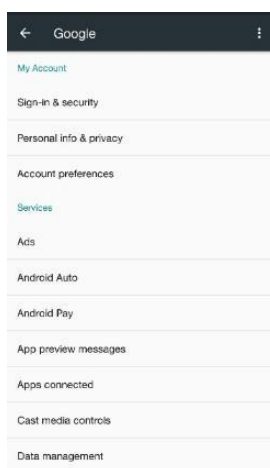 Google
My Account
Sign-in & security
Personal info & privacy
Account preferences
Services
Ads
Android Auto
Android Pay
App preview messages
Apps connected
Cast media controls
Data management